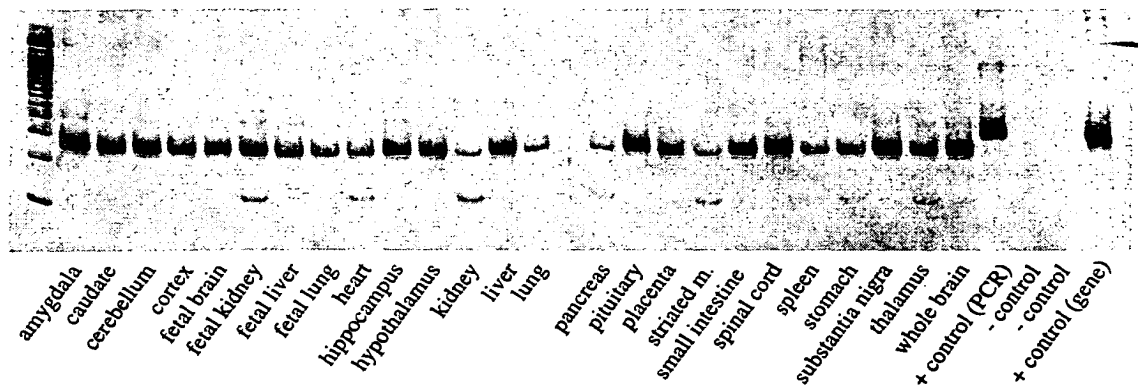 amygdala
caudate
cerebellum
cortex
fetal brain
fetal kidney
fetal liver
fetal lung
heart
hippocampus
hypothalamus
kidney
liver
lung
pancreas
pituitary
placenta
striated m.
small intestine
spinal cord
spleen
stomach
substantia nigra
thalamus
whole brain
+ control (PCR)
- control
- control
+ control (gene)